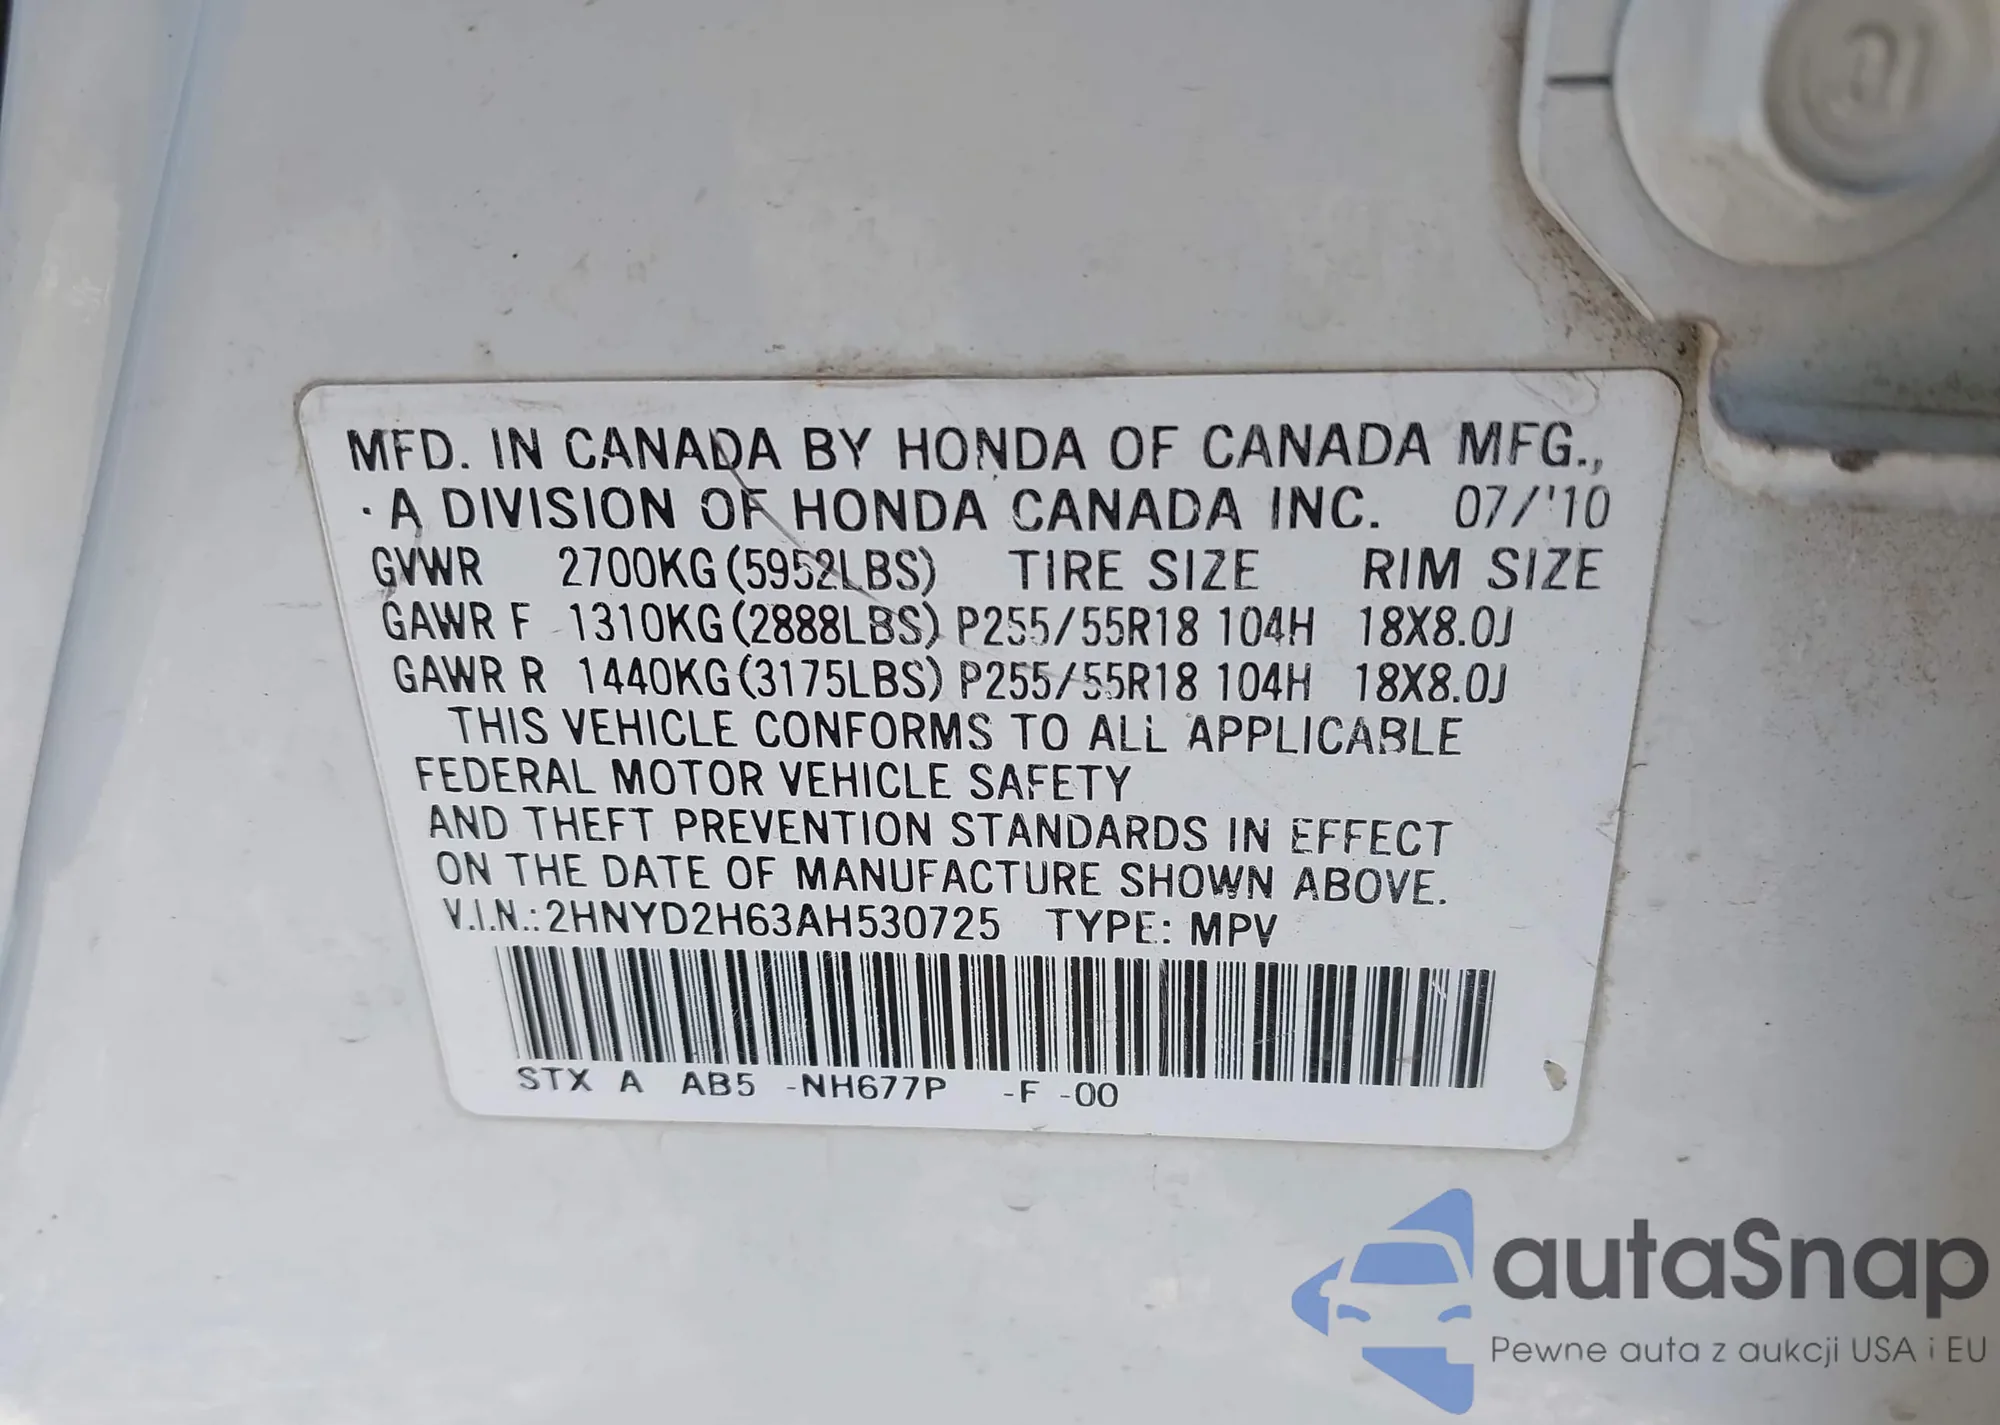 MFD. IN CANADA BY HONDA OF CANADA MFG.,
A DIVISION OF HONDA CANADA INC. 07/'10
GVWR 2700KG(5952LBS) TIRE SIZE RIM SIZE
GAWR F 1310KG(2888LBS) P255/55R18 104H 18X8.0J
GAWR R 1440KG(3175LBS) P255/55R18 104H 18X8.0J
THIS VEHICLE CONFORMS TO ALL APPLICABLE
FEDERAL MOTOR VEHICLE SAFETY
AND THEFT PREVENTION STANDARDS IN EFFECT
ON THE DATE OF MANUFACTURE SHOWN ABOVE.
V.I.N.:2HNYD2H63AH530725 TYPE: MPV
STX A AB5 -NH677P -F -00
autaSnap
Pewne auta z aukcji USA i EU